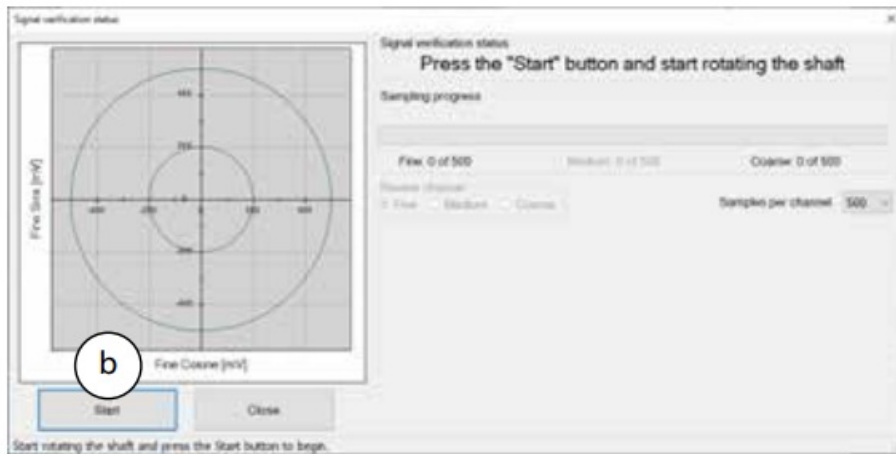 Signal verification status
Signal verification status
Press the "Start" button and start rotating the shaft
Sampling progress
Fine: 0 of 500
Medium: 0 of 500
Coarse: 0 of 500
Fine
Medium
Coarse
Samples per channel
500
Fine Sine [mV]
400
200
0
-400
-200
0
200
400
-200
-400
Fine Cosine [mV]
b
Start
Close
Start rotating the shaft and press the Start button to begin.